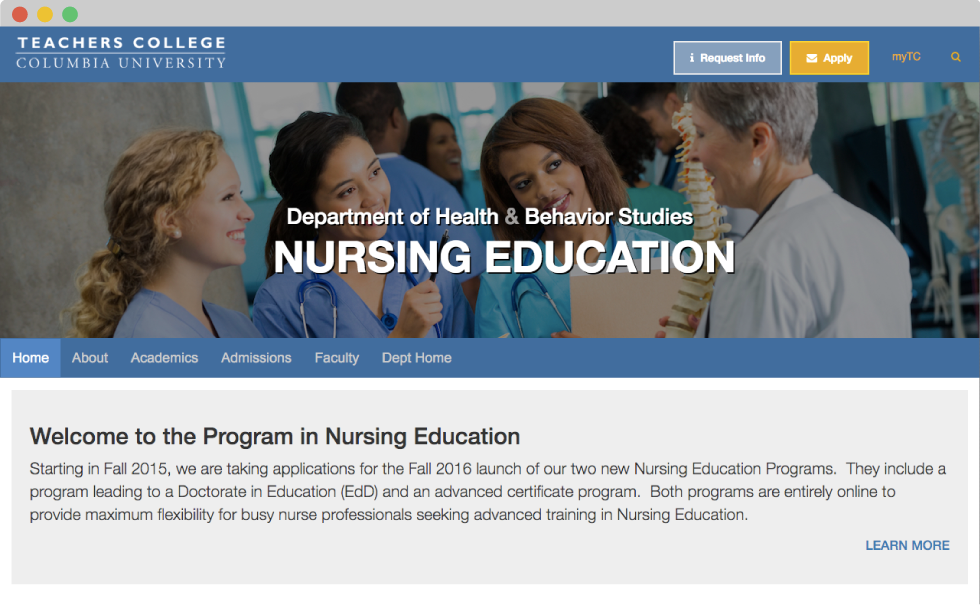 TEACHERS COLLEGE
COLUMBIA UNIVERSITY
i Request Info
Apply
myTC
Department of Health & Behavior Studies
NURSING EDUCATION
Home About Academics Admissions Faculty Dept Home
Welcome to the Program in Nursing Education
Starting in Fall 2015, we are taking applications for the Fall 2016 launch of our two new Nursing Education Programs. They include a
program leading to a Doctorate in Education (EdD) and an advanced certificate program. Both programs are entirely online to
provide maximum flexibility for busy nurse professionals seeking advanced training in Nursing Education.
LEARN MORE